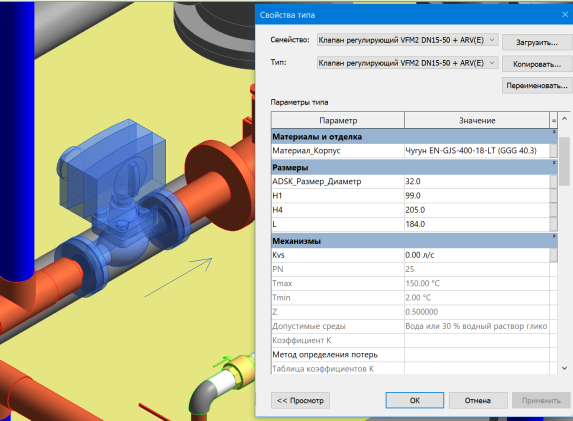 Свойства типа
Семейство: Клапан регулирующий VFM2 DN15-50 + ARV(E) Загрузить...
Тип: Клапан регулирующий VFM2 DN15-50 + ARV(E) Копировать...
Переименовать...
Параметры типа
Параметр Значение =
Материалы и отделка
Материал_Корпус Чугун EN-GJS-400-18-LT (GGG 40.3)
Размеры
ADSK_Размер_Диаметр 32.0
H1 99.0
H4 205.0
L 184.0
Механизмы
Kvs 0.00 л/с
PN 25
Tmax 150.00 °C
Tmin 2.00 °C
Z 0.500000
Допустимые среды Вода или 30 % водный раствор глико
Коэффициент К
Метод определения потерь
Таблица коэффициентов К
<< Просмотр ОК Отмена Применить